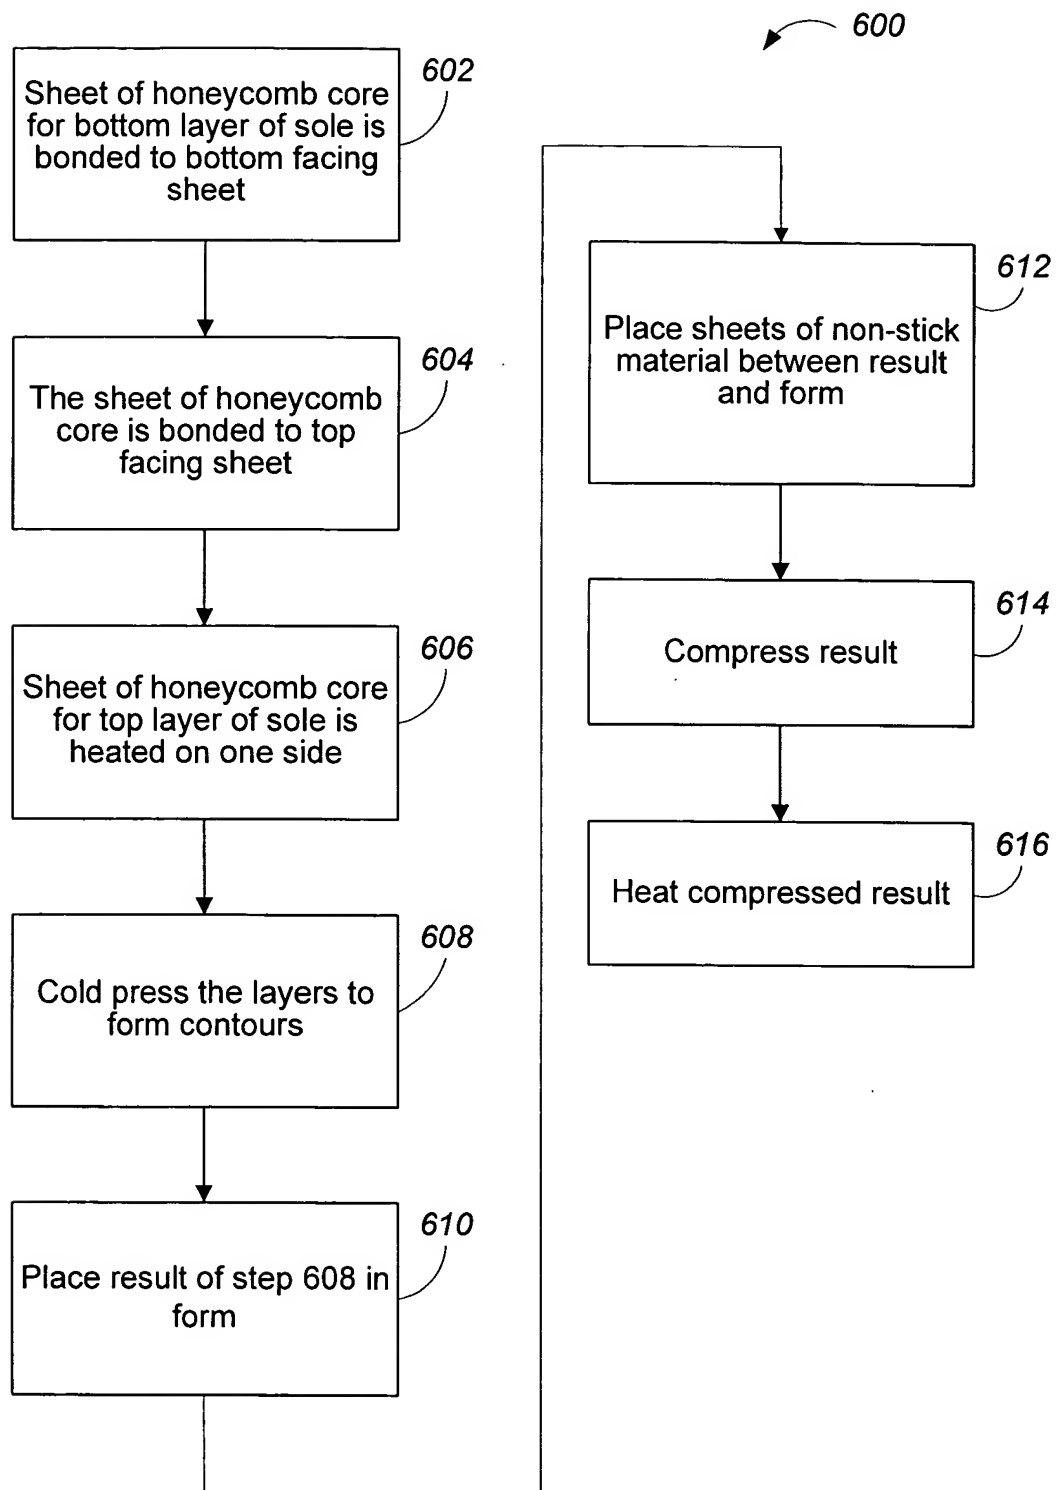 600
602
Sheet of honeycomb core
for bottom layer of sole is
bonded to bottom facing
sheet
604
The sheet of honeycomb
core is bonded to top
facing sheet
606
Sheet of honeycomb core
for top layer of sole is
heated on one side
608
Cold press the layers to
form contours
610
Place result of step 608 in
form
612
Place sheets of non-stick
material between result
and form
614
Compress result
616
Heat compressed result